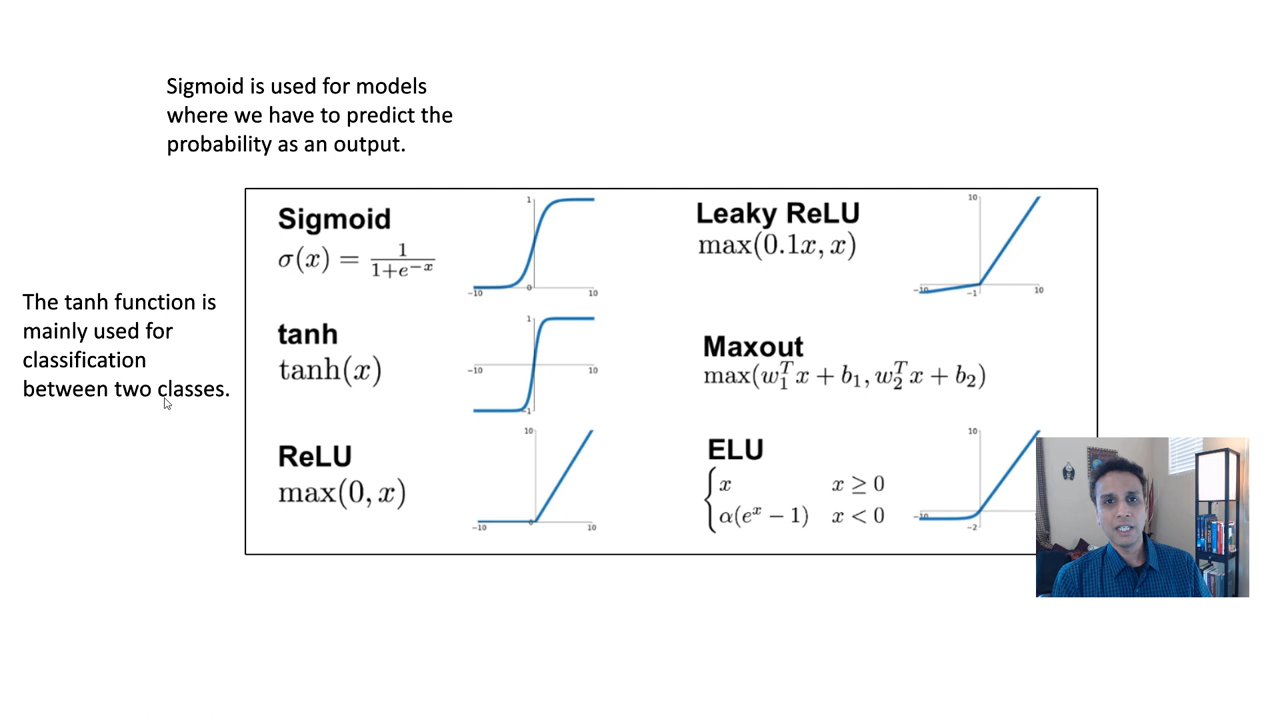 Sigmoid is used for models
where we have to predict the
probability as an output.
The tanh function is
mainly used for
classification
between two classes.
Sigmoid
σ(x) = 1/(1+e^−x)
1
-10
0
10
tanh
tanh(x)
1
-10
10
-1
ReLU
max(0, x)
10
-10
0
10
Leaky ReLU
max(0.1x, x)
10
-10
-1
10
Maxout
max(w₁ᵀx + b₁, w₂ᵀx + b₂)
ELU
{ x x ≥ 0
α(eˣ − 1) x < 0
10
-10
-2